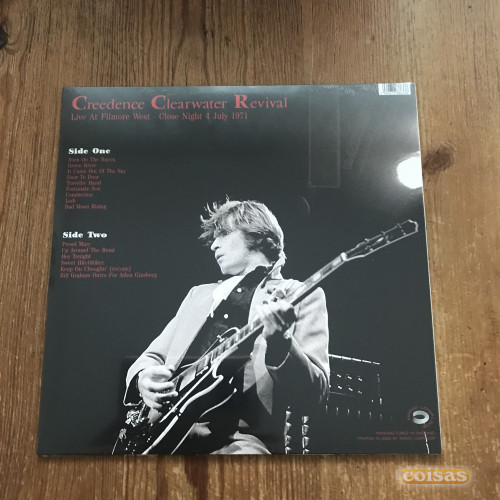 Creedence Clearwater Revival
Live At Fillmore West - Close Night 4 July 1971
Side One
Born On The Bayou
Green River
It Came Out Of The Sky
Door To Door
Travelin' Band
Fortunate Son
Commotion
Lodi
Bad Moon Rising
Side Two
Proud Mary
Up Around The Bend
Hey Tonight
Sweet Hitchhiker
Keep On Chooglin' (encore)
Bill Graham Outro For Allen Ginsberg
coisas